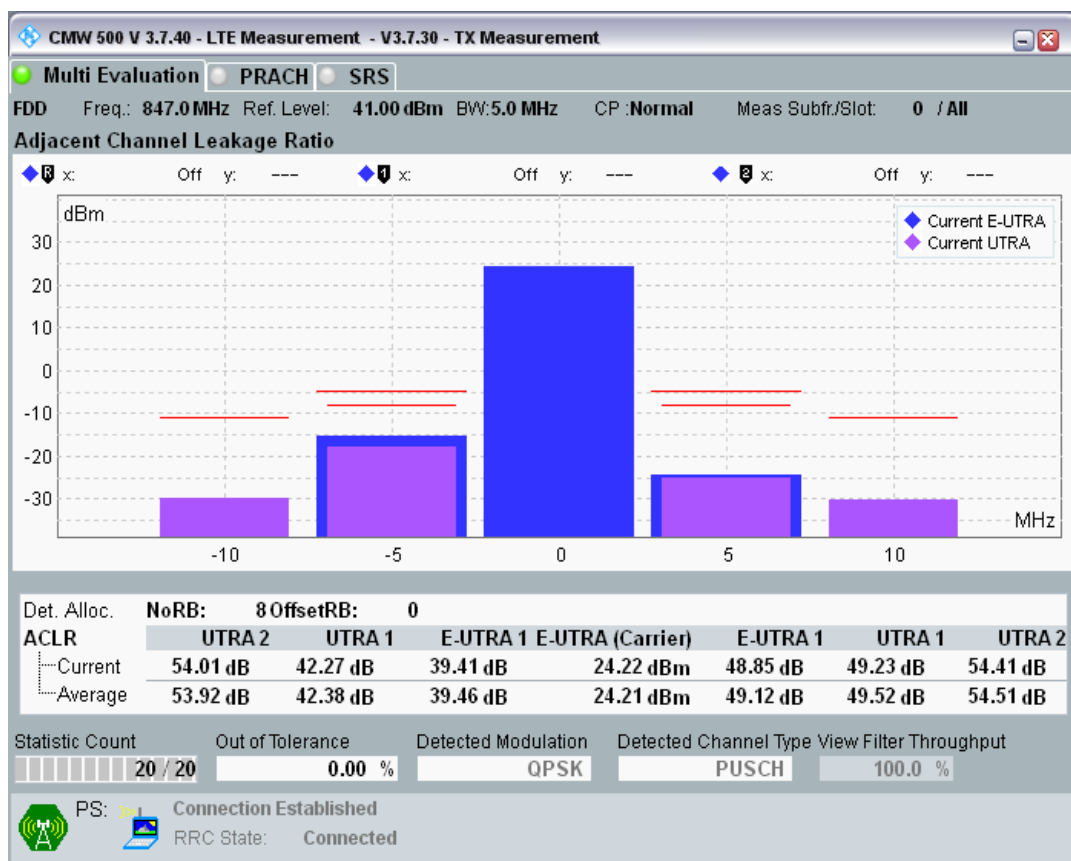 CMW 500 V 3.7.40 - LTE Measurement - V3.7.30 - TX Measurement
Multi Evaluation PRACH SRS
FDD Freq.: 847.0 MHz Ref. Level: 41.00 dBm BW:5.0 MHz CP :Normal Meas Subfr./Slot: 0 / All
Adjacent Channel Leakage Ratio
R x: Off y: --- 1 x: Off y: --- 2 x: Off y: ---
dBm
Current E-UTRA
Current UTRA
30
20
10
0
-10
-20
-30
MHz
-10 -5 0 5 10
Det. Alloc. NoRB: 8 OffsetRB: 0
ACLR UTRA 2 UTRA 1 E-UTRA 1 E-UTRA (Carrier) E-UTRA 1 UTRA 1 UTRA 2
Current 54.01 dB 42.27 dB 39.41 dB 24.22 dBm 48.85 dB 49.23 dB 54.41 dB
Average 53.92 dB 42.38 dB 39.46 dB 24.21 dBm 49.12 dB 49.52 dB 54.51 dB
Statistic Count Out of Tolerance Detected Modulation Detected Channel Type View Filter Throughput
20 / 20 0.00 % QPSK PUSCH 100.0 %
PS: Connection Established
RRC State: Connected